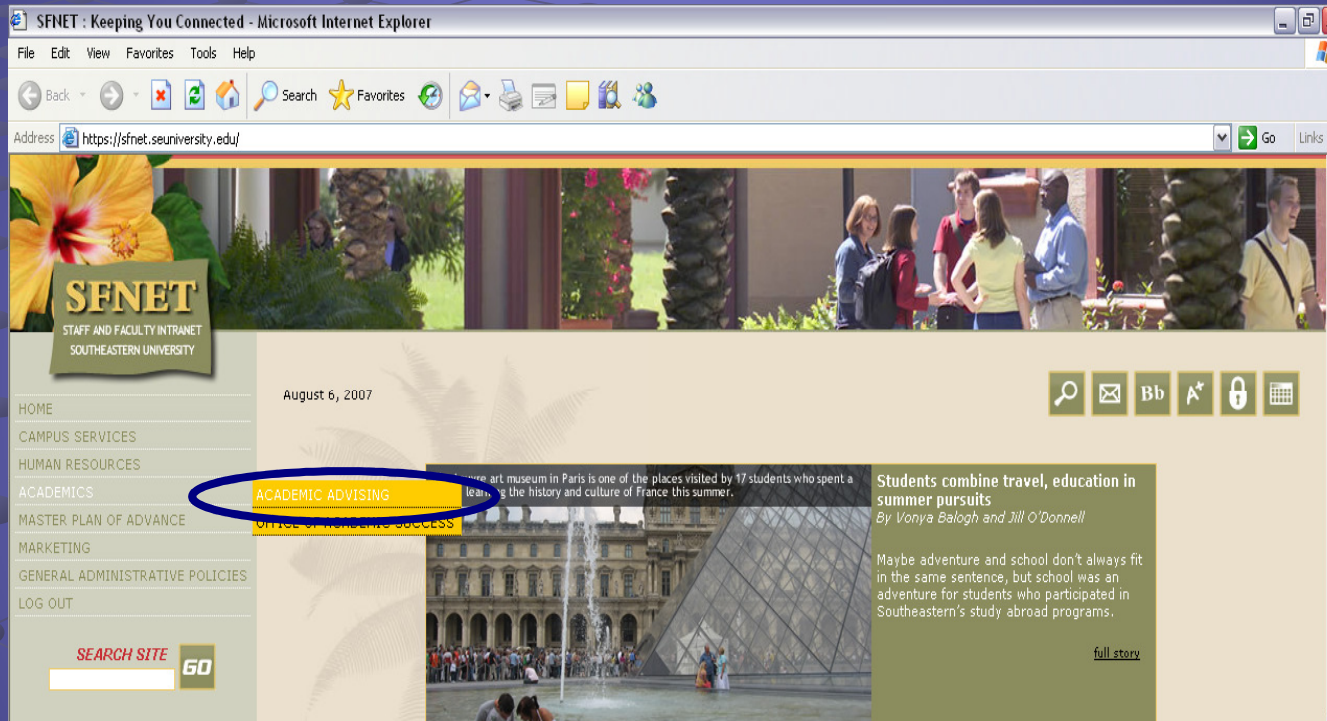 SFNET : Keeping You Connected - Microsoft Internet Explorer
File Edit View Favorites Tools Help
Back Search Favorites
Address https://sfnet.seuniversity.edu/ Go Links
SFNET
STAFF AND FACULTY INTRANET
SOUTHEASTERN UNIVERSITY
August 6, 2007
Bb A+
HOME
CAMPUS SERVICES
HUMAN RESOURCES
ACADEMICS
MASTER PLAN OF ADVANCE
MARKETING
GENERAL ADMINISTRATIVE POLICIES
LOG OUT
SEARCH SITE GO
ACADEMIC ADVISING
OFFICE OF ACADEMIC SUCCESS
art museum in Paris is one of the places visited by 17 students who spent a
learning the history and culture of France this summer.
Students combine travel, education in
summer pursuits
By Vonya Balogh and Jill O'Donnell
Maybe adventure and school don't always fit
in the same sentence, but school was an
adventure for students who participated in
Southeastern's study abroad programs.
full story